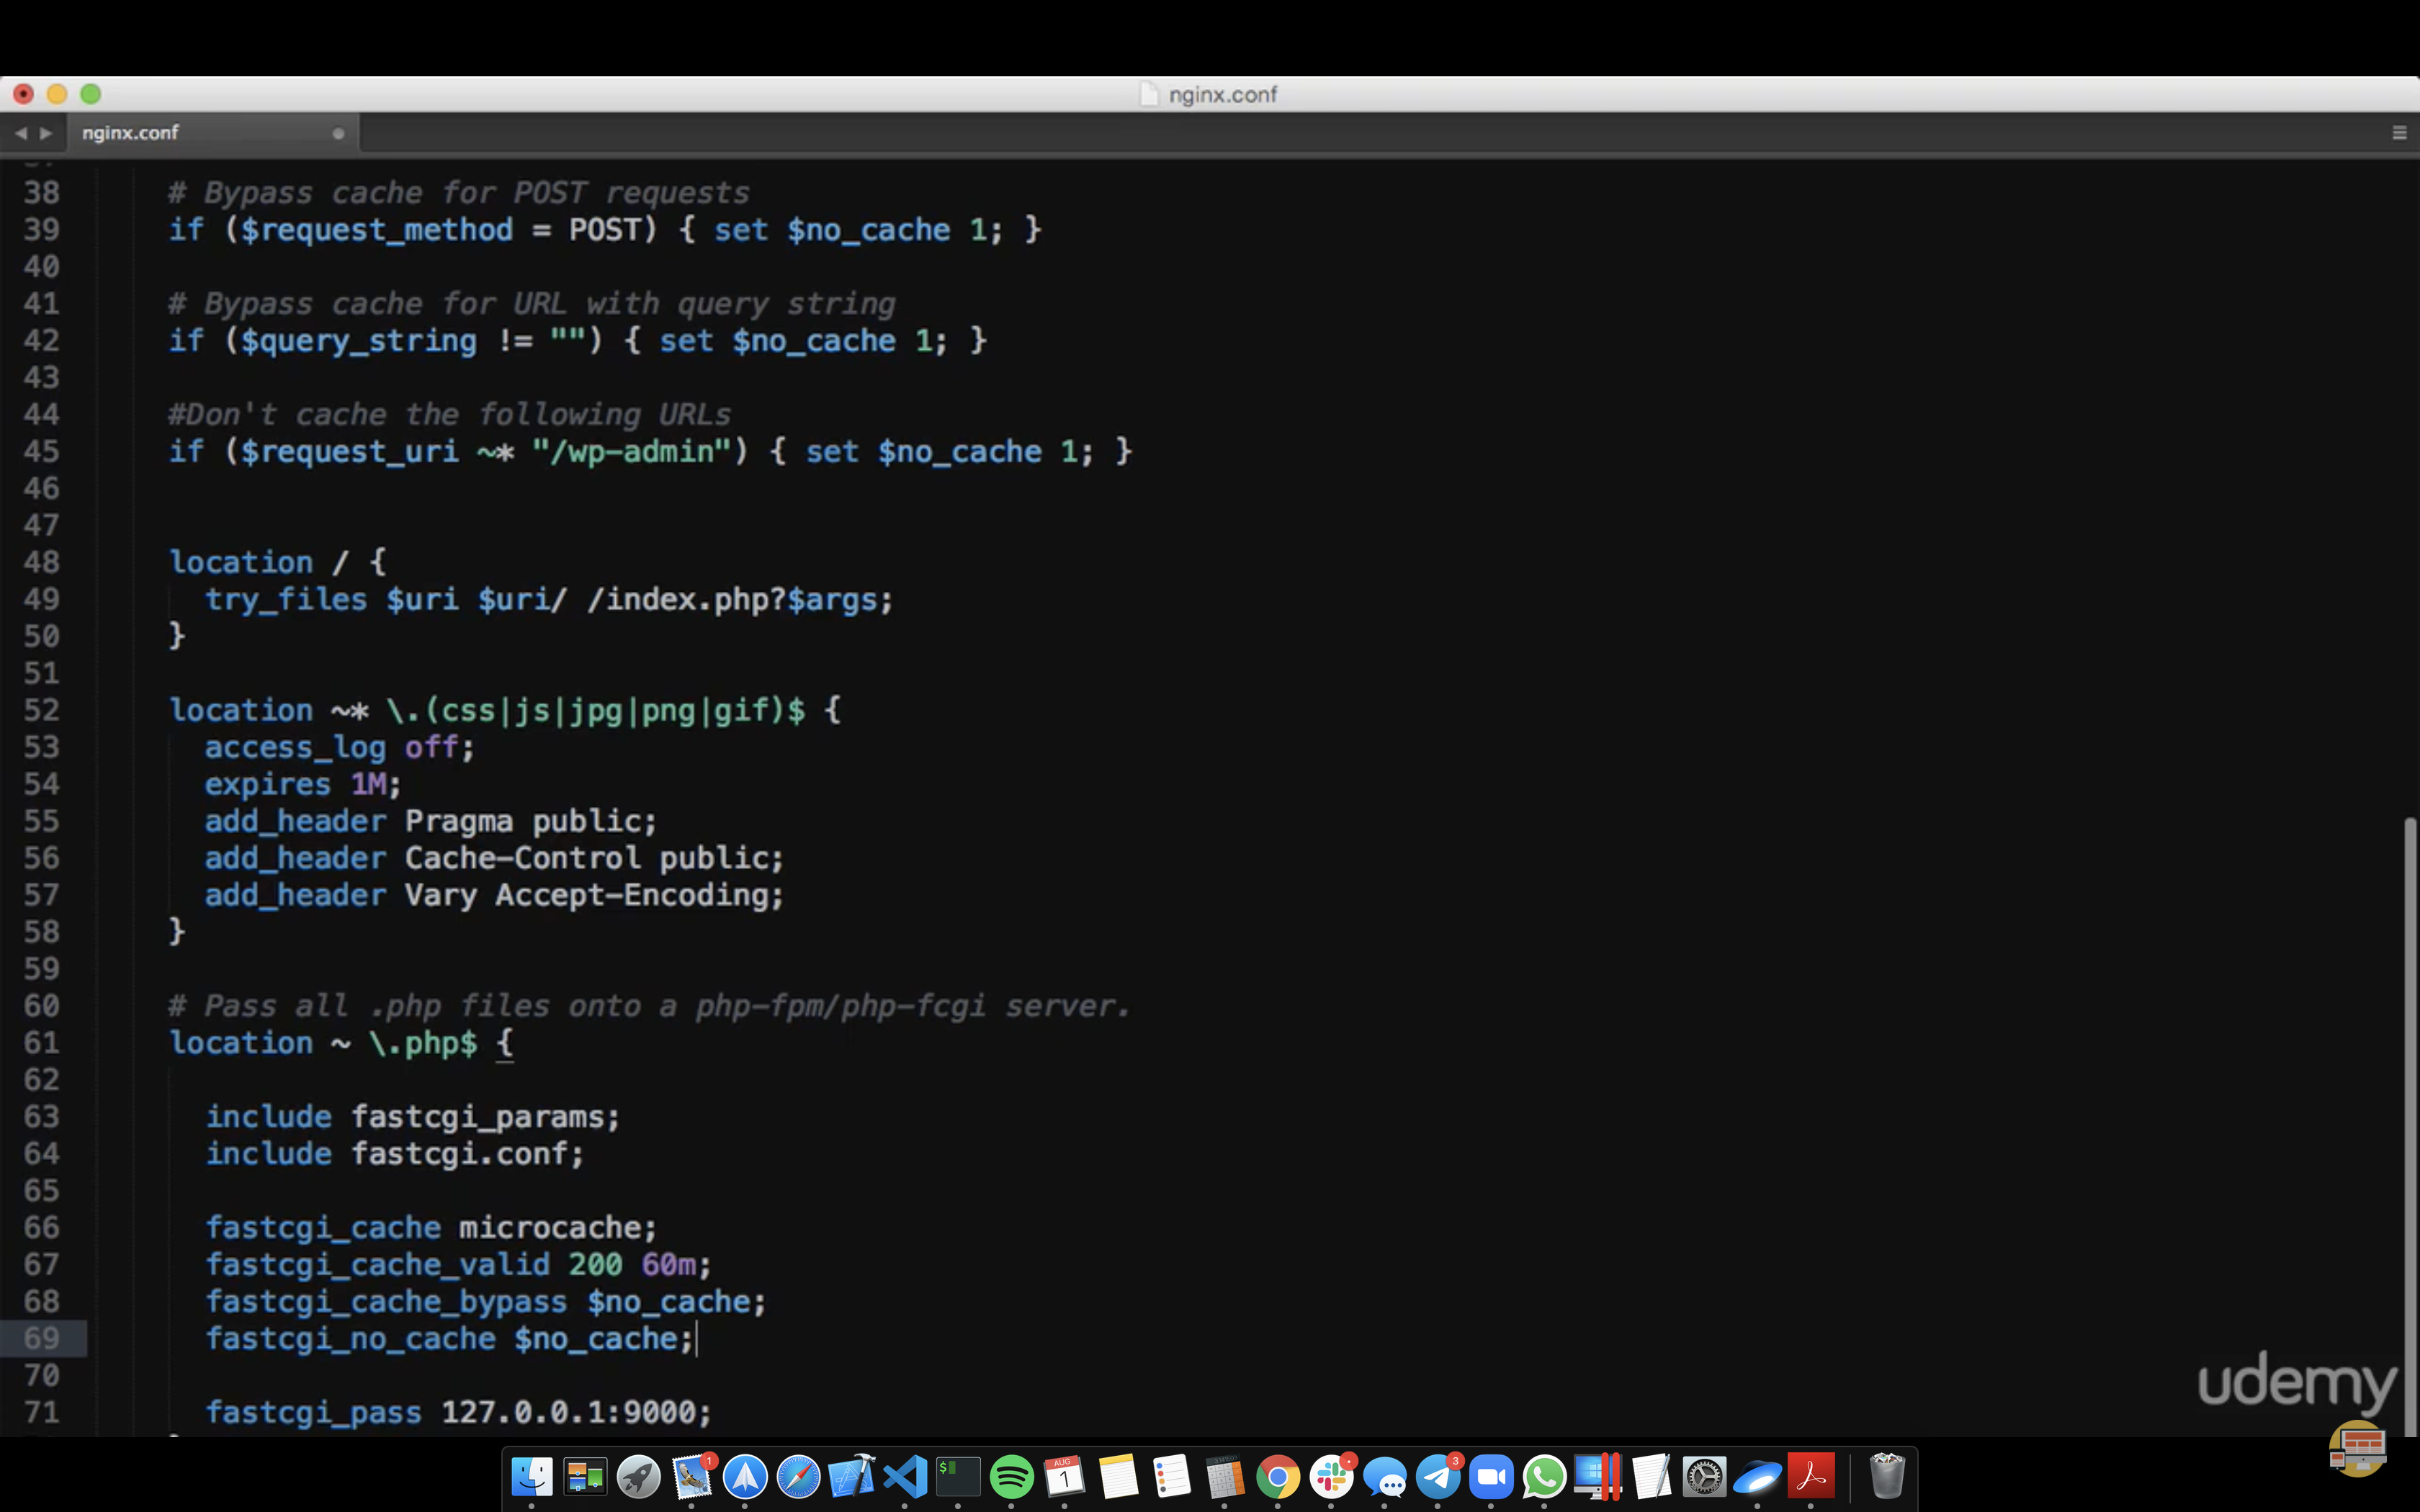 nginx.conf
nginx.conf
38 # Bypass cache for POST requests
39 if ($request_method = POST) { set $no_cache 1; }
40
41 # Bypass cache for URL with query string
42 if ($query_string != "") { set $no_cache 1; }
43
44 #Don't cache the following URLs
45 if ($request_uri ~* "/wp-admin") { set $no_cache 1; }
46
47
48 location / {
49 try_files $uri $uri/ /index.php?$args;
50 }
51
52 location ~* \.(css|js|jpg|png|gif)$ {
53 access_log off;
54 expires 1M;
55 add_header Pragma public;
56 add_header Cache-Control public;
57 add_header Vary Accept-Encoding;
58 }
59
60 # Pass all .php files onto a php-fpm/php-fcgi server.
61 location ~ \.php$ {
62
63 include fastcgi_params;
64 include fastcgi.conf;
65
66 fastcgi_cache microcache;
67 fastcgi_cache_valid 200 60m;
68 fastcgi_cache_bypass $no_cache;
69 fastcgi_no_cache $no_cache;
70
71 fastcgi_pass 127.0.0.1:9000;
udemy
1
$
AUG
1
3